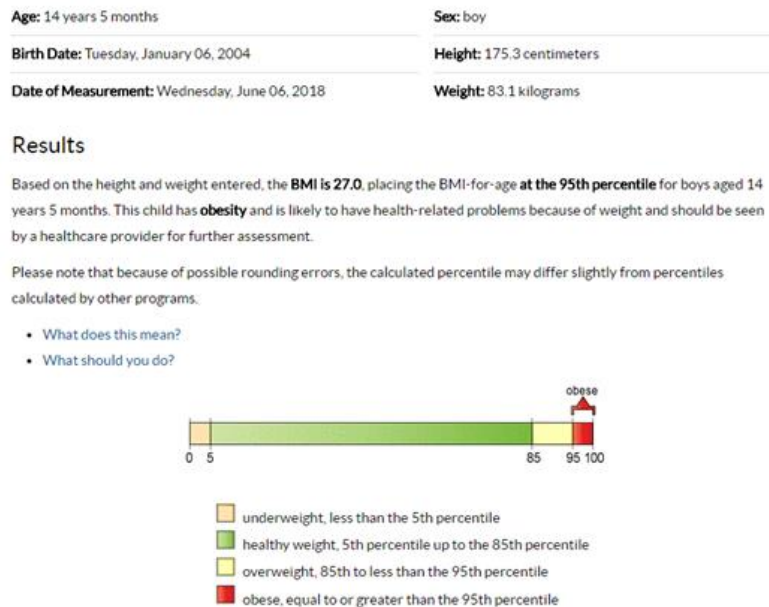 Age: 14 years 5 months
Sex: boy
Birth Date: Tuesday, January 06, 2004
Height: 175.3 centimeters
Date of Measurement: Wednesday, June 06, 2018
Weight: 83.1 kilograms
Results
Based on the height and weight entered, the BMI is 27.0, placing the BMI-for-age at the 95th percentile for boys aged 14
years 5 months. This child has obesity and is likely to have health-related problems because of weight and should be seen
by a healthcare provider for further assessment.
Please note that because of possible rounding errors, the calculated percentile may differ slightly from percentiles
calculated by other programs.
• What does this mean?
• What should you do?
obese
0 5 85 95 100
underweight, less than the 5th percentile
healthy weight, 5th percentile up to the 85th percentile
overweight, 85th to less than the 95th percentile
obese, equal to or greater than the 95th percentile